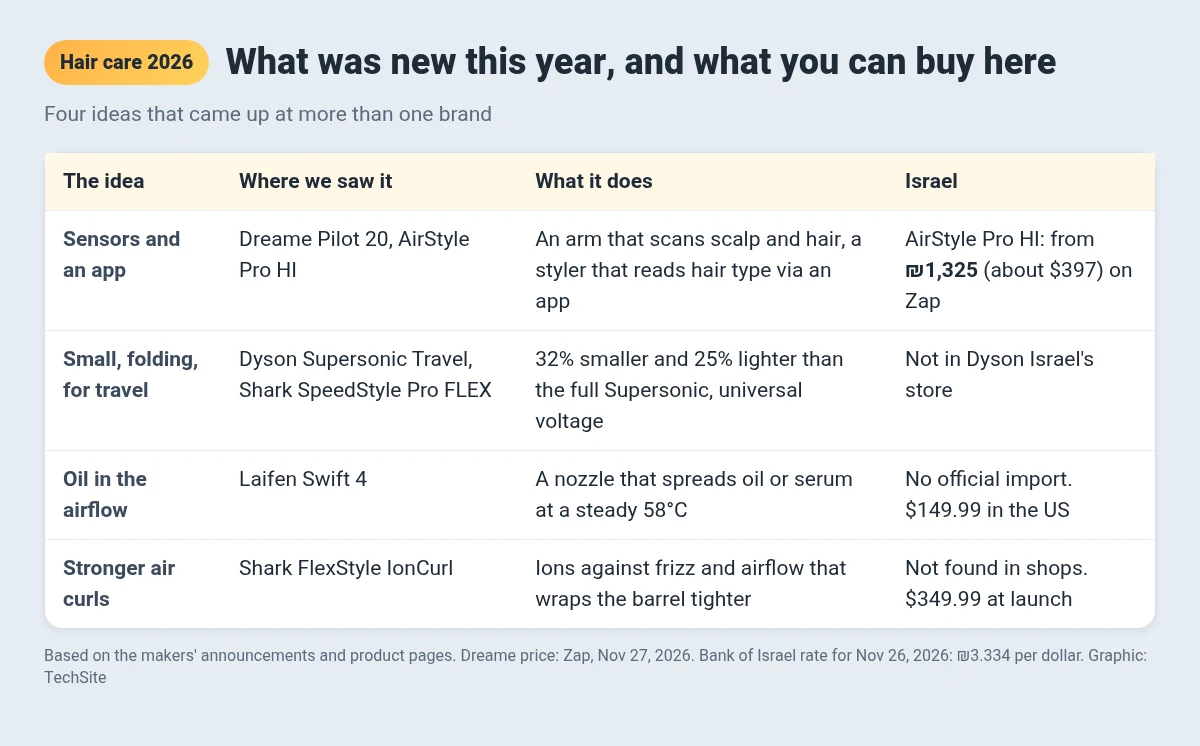 Hair care 2026 What was new this year, and what you can buy here
Four ideas that came up at more than one brand
The idea Where we saw it What it does Israel
Sensors and
an app
Dreame Pilot 20, AirStyle
Pro HI
An arm that scans scalp and hair, a
styler that reads hair type via an
app
AirStyle Pro HI: from
₪1,325 (about $397) on
Zap
Small, folding,
for travel
Dyson Supersonic Travel,
Shark SpeedStyle Pro FLEX
32% smaller and 25% lighter than
the full Supersonic, universal
voltage
Not in Dyson Israel's
store
Oil in the
airflow
Laifen Swift 4
A nozzle that spreads oil or serum
at a steady 58°C
No official import.
$149.99 in the US
Stronger air
curls
Shark FlexStyle IonCurl
Ions against frizz and airflow that
wraps the barrel tighter
Not found in shops.
$349.99 at launch
Based on the makers' announcements and product pages. Dreame price: Zap, Nov 27, 2026. Bank of Israel rate for Nov 26, 2026: ₪3.334 per dollar. Graphic:
TechSite